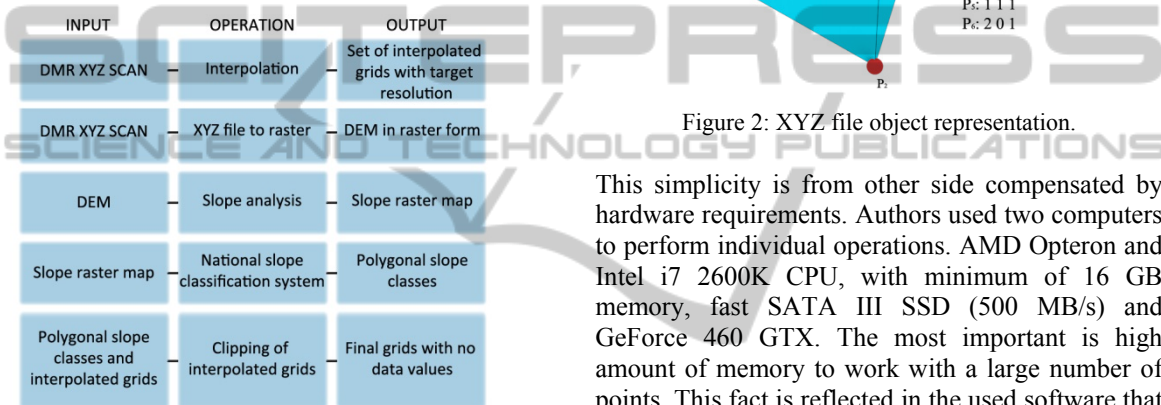 INPUT OPERATION OUTPUT
DMR XYZ SCAN – Interpolation – Set of interpolated grids with target resolution
DMR XYZ SCAN – XYZ file to raster – DEM in raster form
DEM – Slope analysis – Slope raster map
Slope raster map – National slope classification system – Polygonal slope classes
Polygonal slope classes and interpolated grids – Clipping of interpolated grids – Final grids with no data values
P5: 1 1 1
P6: 2 0 1
P2
Figure 2: XYZ file object representation.
This simplicity is from other side compensated by
hardware requirements. Authors used two computers
to perform individual operations. AMD Opteron and
Intel i7 2600K CPU, with minimum of 16 GB
memory, fast SATA III SSD (500 MB/s) and
GeForce 460 GTX. The most important is high
amount of memory to work with a large number of
points. This fact is reflected in the used software that
SCITEPRESS
SCIENCE AND TECHNOLOGY PUBLICATIONS